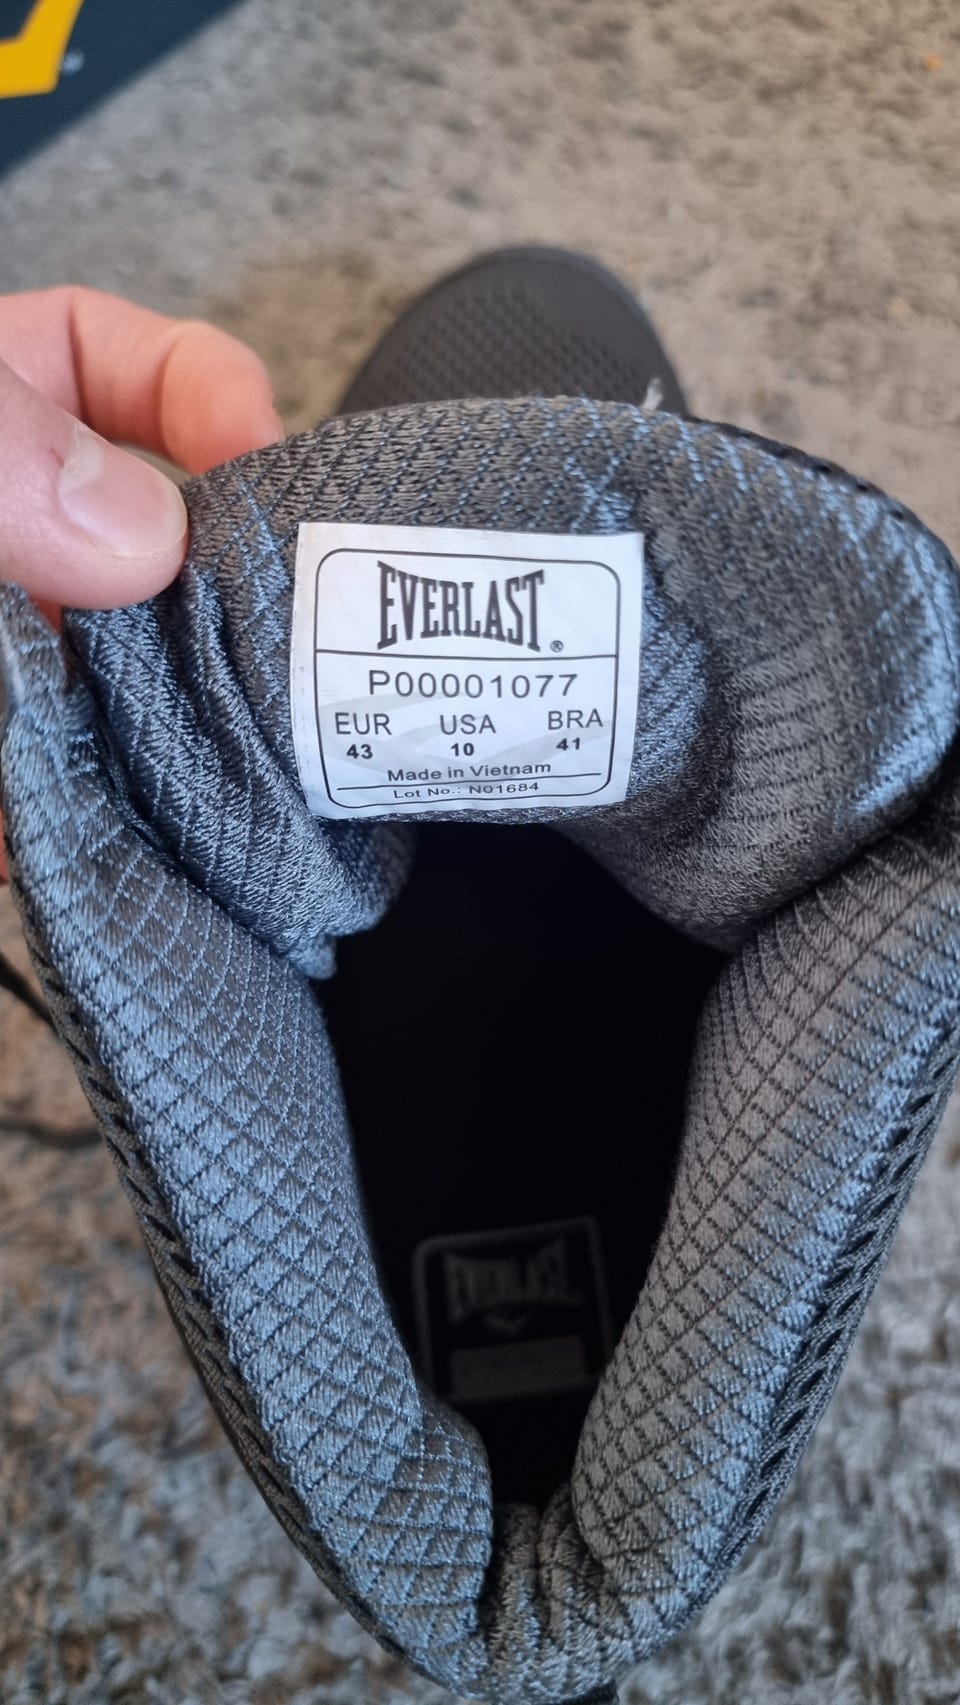 EVERLAST®
P00001077
EUR USA BRA
43 10 41
Made in Vietnam
Lot No.: N01684
EVERLAST